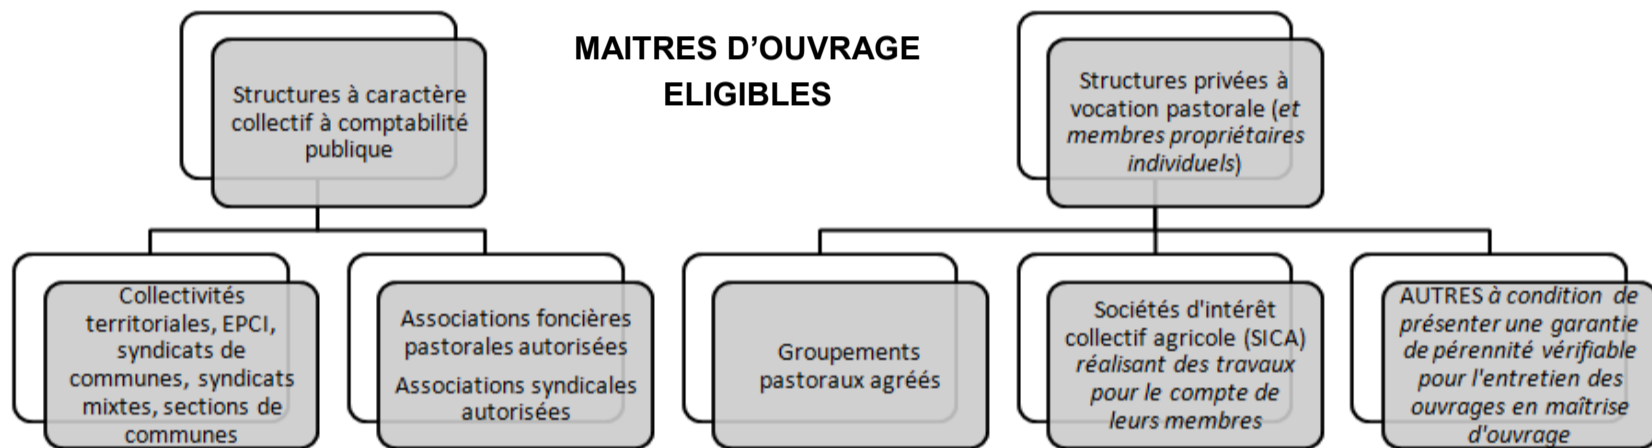 MAITRES D'OUVRAGE
ELIGIBLES
Structures à caractère
collectif à comptabilité
publique
Structures privées à
vocation pastorale (et
membres propriétaires
individuels)
Collectivités
territoriales, EPCI,
syndicats de
communes, syndicats
mixtes, sections de
communes
Associations foncières
pastorales autorisées
Associations syndicales
autorisées
Groupements
pastoraux agréés
Sociétés d'intérêt
collectif agricole (SICA)
réalisant des travaux
pour le compte de
leurs membres
AUTRES à condition de
présenter une garantie
de pérennité vérifiable
pour l'entretien des
ouvrages en maîtrise
d'ouvrage